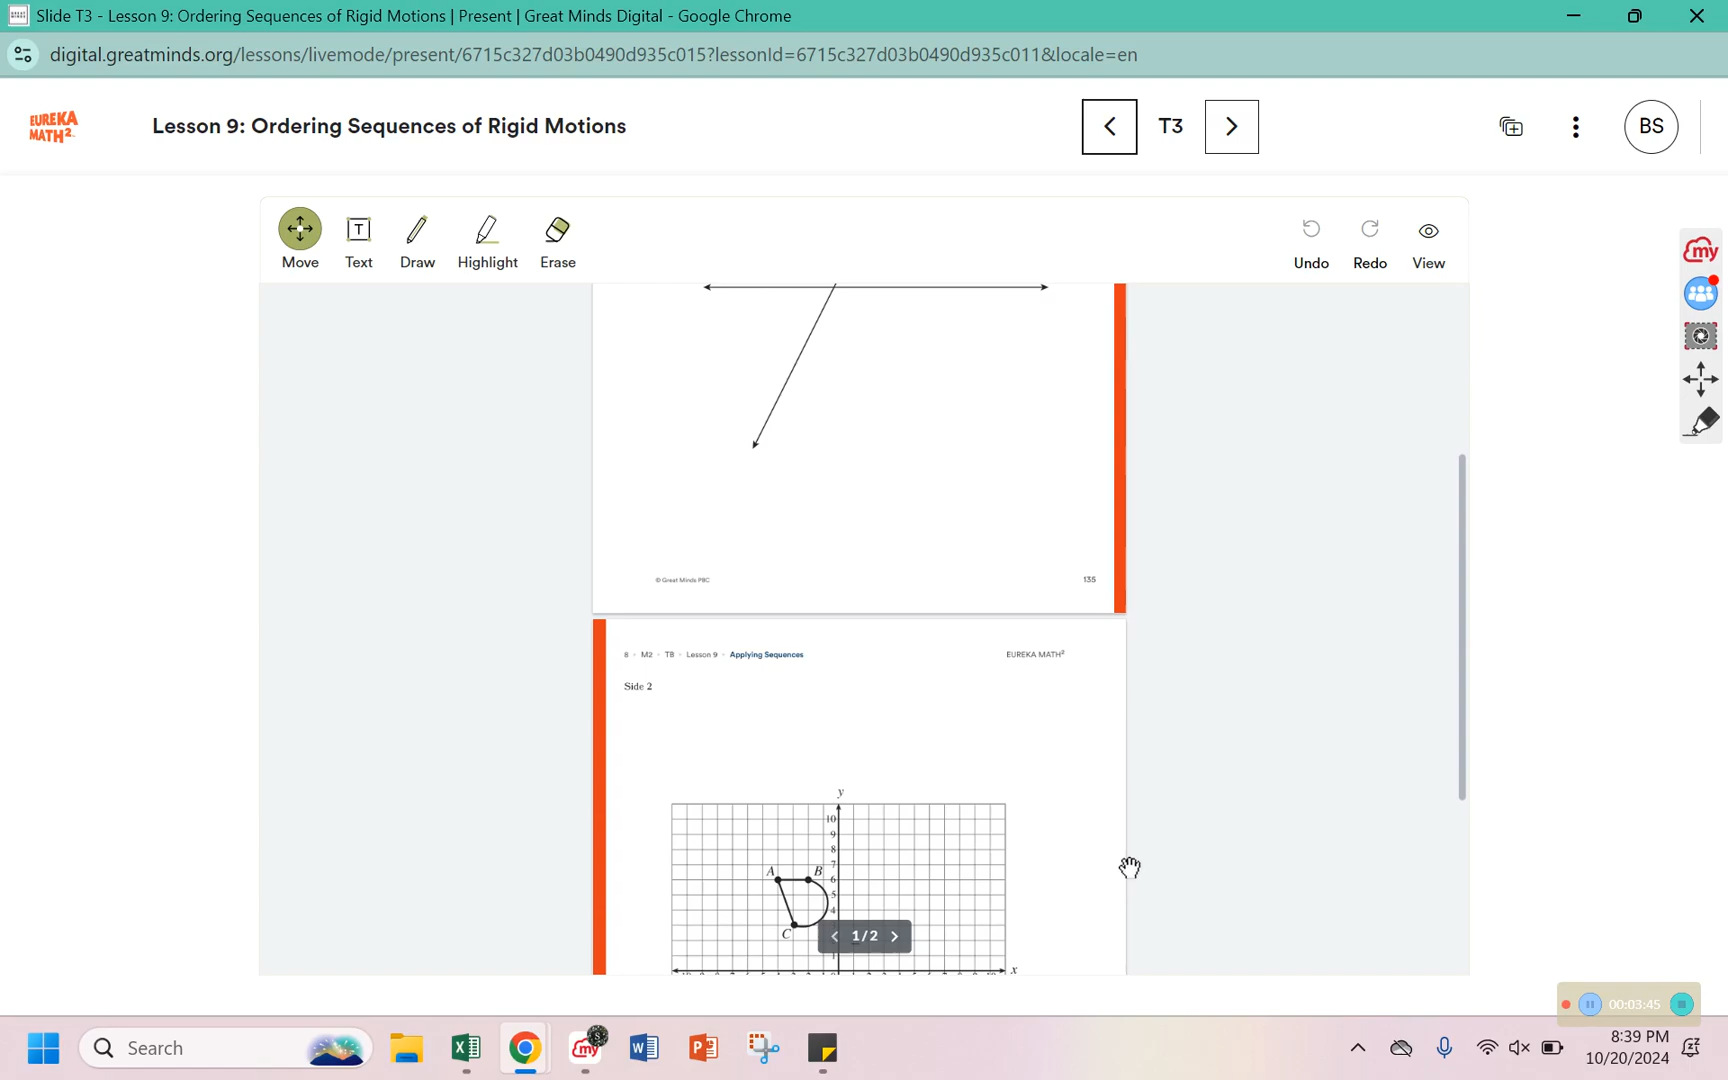 Slide T3 - Lesson 9: Ordering Sequences of Rigid Motions | Present | Great Minds Digital - Google Chrome
digital.greatminds.org/lessons/livemode/present/6715c327d03b0490d935c015?lessonId=6715c327d03b0490d935c011&locale=en
EUREKA
MATH²
Lesson 9: Ordering Sequences of Rigid Motions
T3
BS
T
Move
Text
Draw
Highlight
Erase
Undo
Redo
View
my
© Great Minds PBC
135
8 · M2 · TB · Lesson 9 · Applying Sequences
EUREKA MATH²
Side 2
y
10
9
8
7
A
B
6
5
4
C
1/2
x
00:03:45
Search
my
S
8:39 PM
10/20/2024